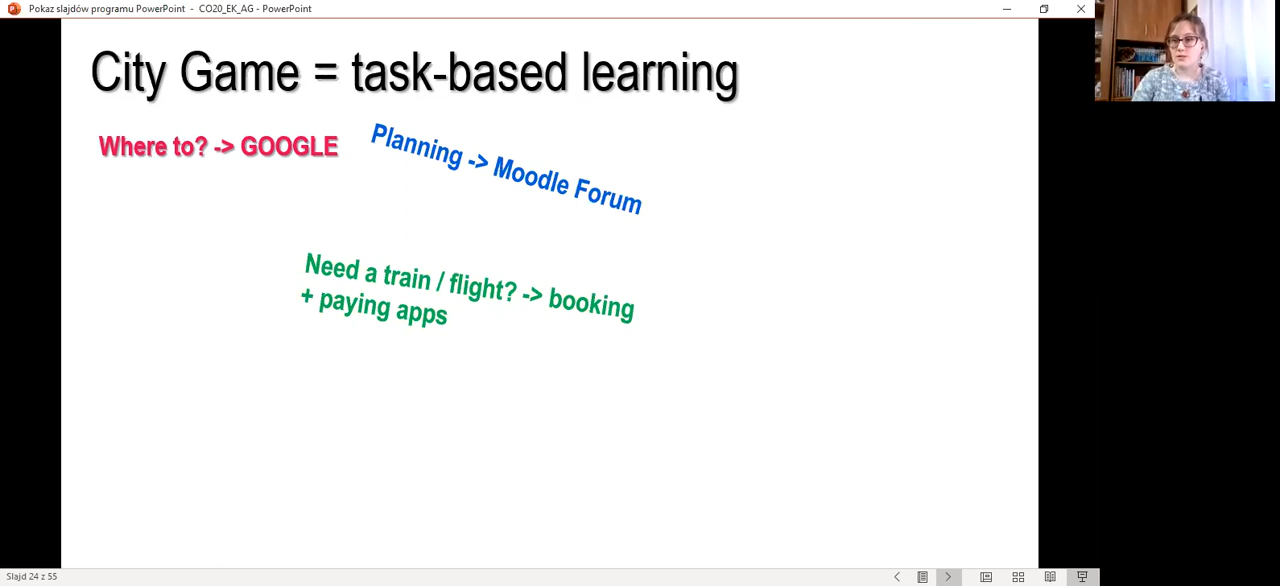 Pokaz slajdów programu PowerPoint - CO20_EK_AG - PowerPoint
City Game = task-based learning
Where to? -> GOOGLE
Planning -> Moodle Forum
Need a train / flight? -> booking
+ paying apps
Slajd 24 z 55